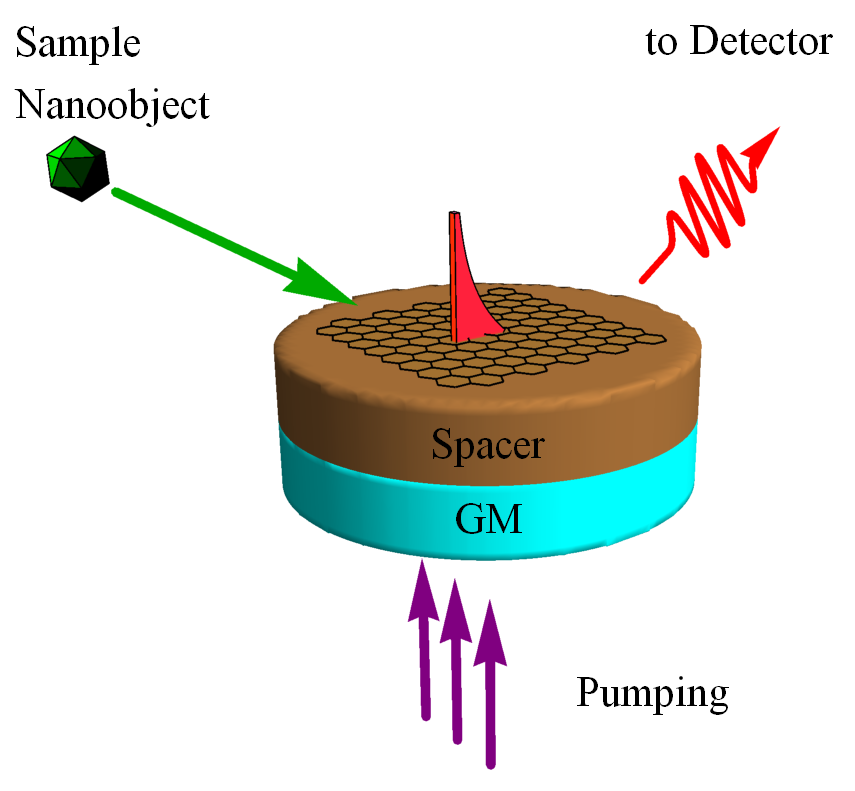 Sample
Nanoobject
to Detector
Spacer
GM
Pumping